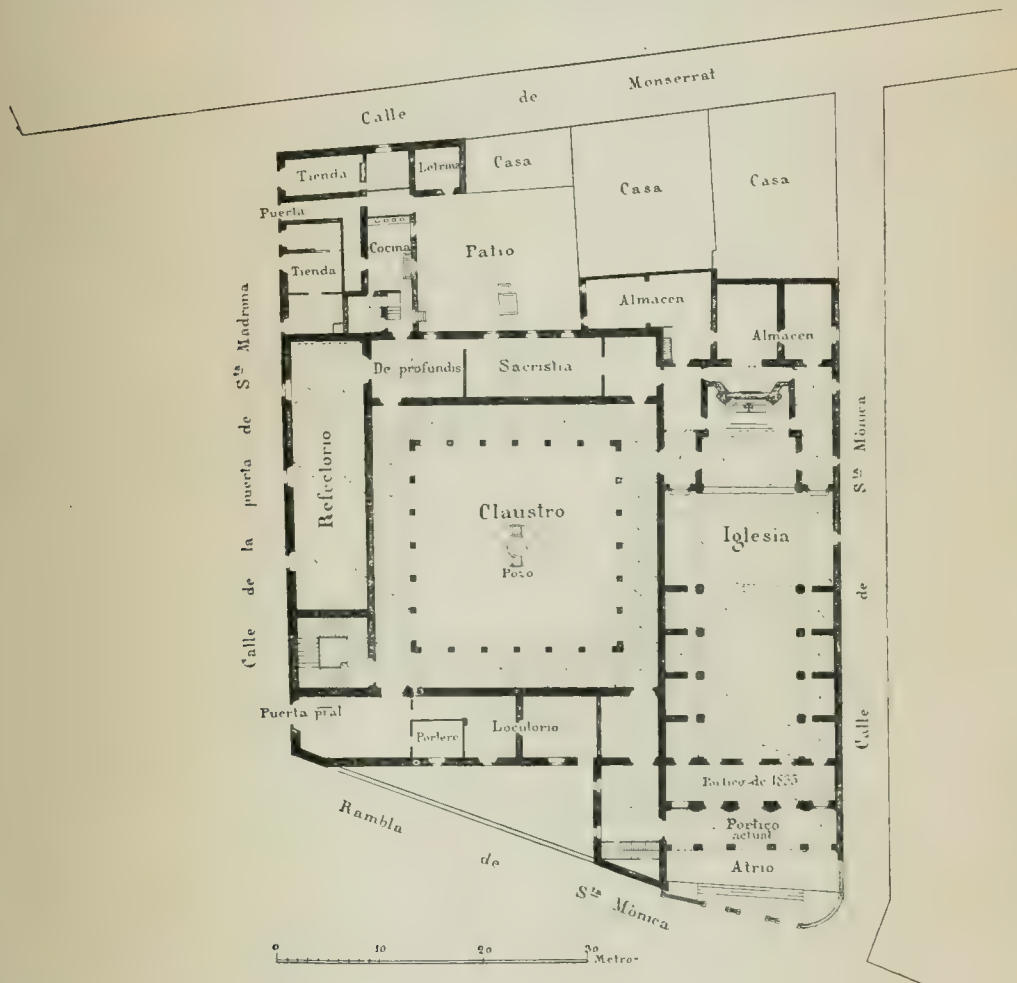 Calle de Monserrat
Tienda
Letrina
Casa
Casa
Casa
Puerta
Cocina
Patio
Tienda
Almacen
Almacen
De profundis
Sacristia
Calle de la puerta de Sta Madrona
Refectorio
Claustro
Pozo
Iglesia
Calle de Sta Mònica
Puerta pral
Portero
Locutorio
Portico de 1835
Portico
actual
Atrio
Rambla de Sta Mònica
0 10 20 30
Metros